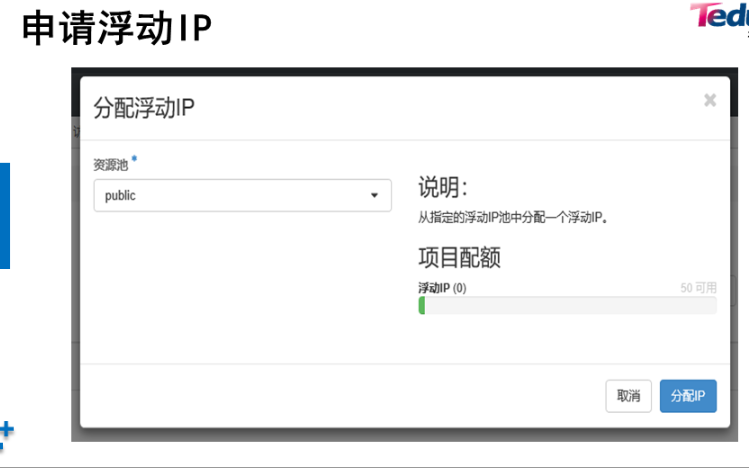 申请浮动IP
Tedu
分配浮动IP
×
资源池 *
public
说明：
从指定的浮动IP池中分配一个浮动IP。
项目配额
浮动IP (0) 50 可用
取消 分配IP